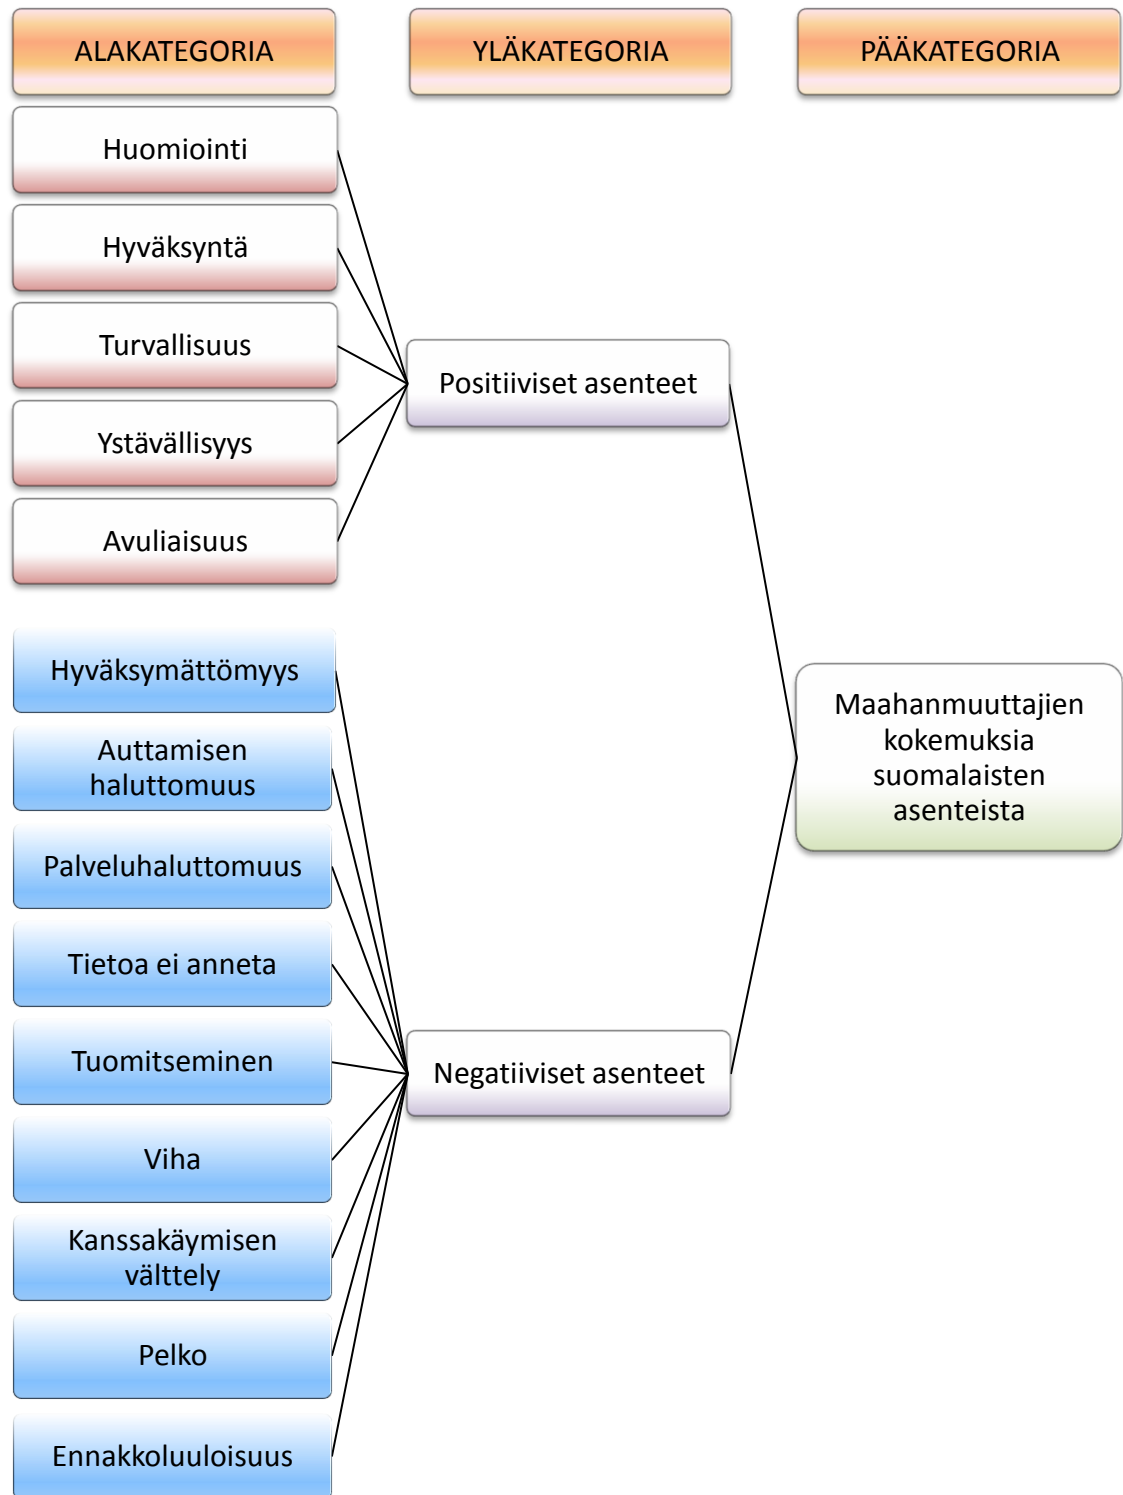 ALAKATEGORIA
YLÄKATEGORIA
PÄÄKATEGORIA
Huomiointi
Hyväksyntä
Turvallisuus
Ystävällisyys
Avuliaisuus
Positiiviset asenteet
Hyväksymättömyys
Auttamisen
haluttomuus
Palveluhaluttomuus
Tietoa ei anneta
Tuomitseminen
Viha
Kanssakäymisen
välttely
Pelko
Ennakkoluuloisuus
Negatiiviset asenteet
Maahanmuuttajien
kokemuksia
suomalaisten
asenteista